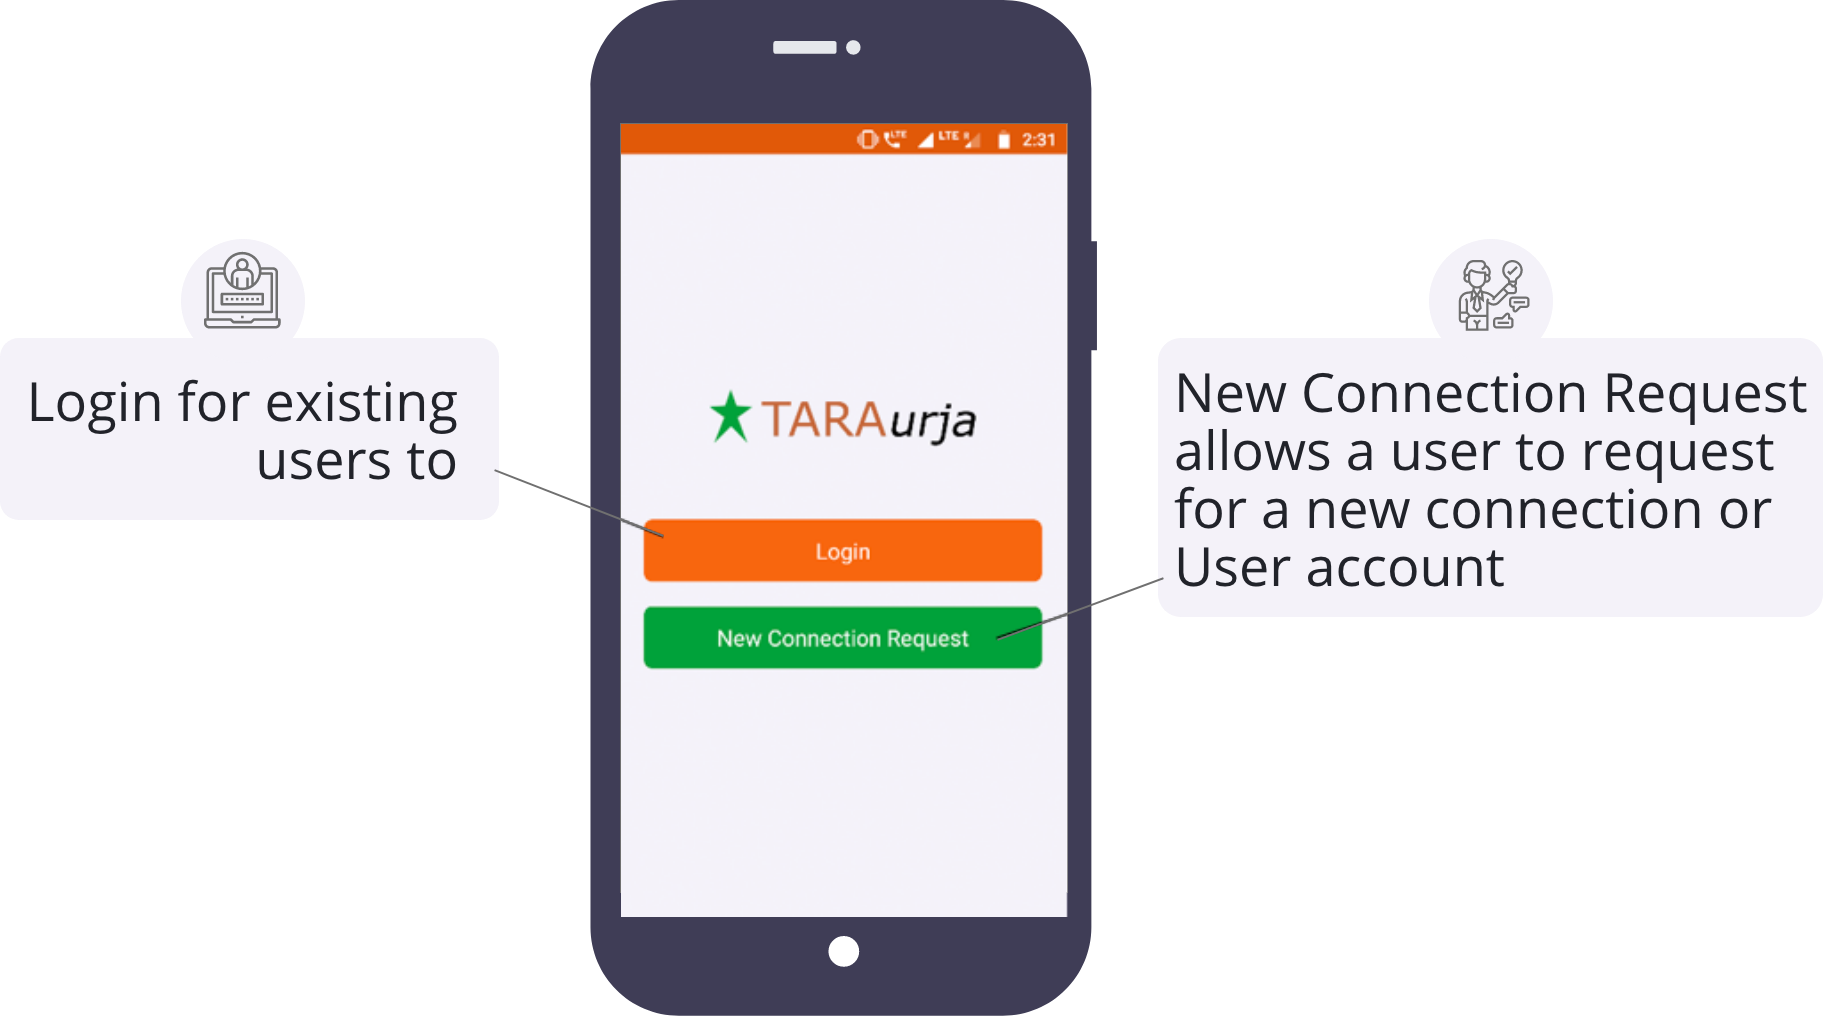 LTE LTE R 2:31
Login for existing
users to
TARAurja
Login
New Connection Request
New Connection Request
allows a user to request
for a new connection or
User account